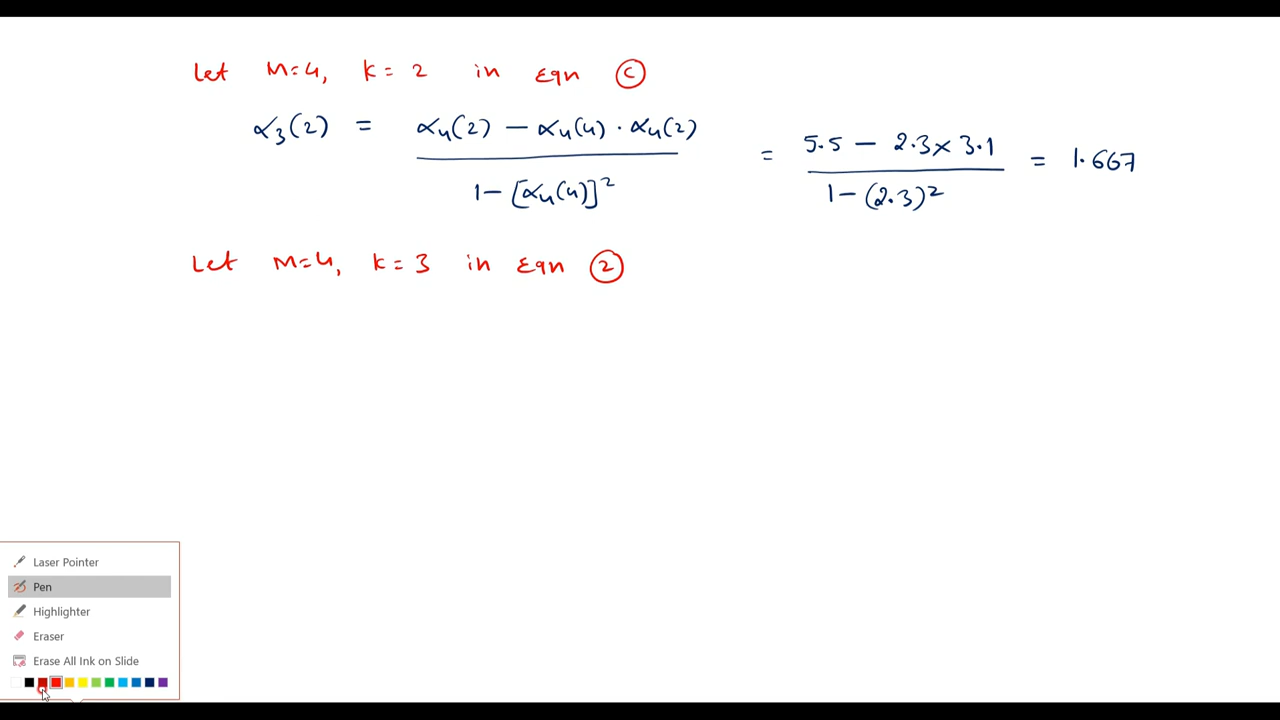 Let M=4, K = 2 in Eqn Ⓒ
α₃(2) = α₄(2) − α₄(4) · α₄(2) / 1 − [α₄(4)]² = 5.5 − 2.3 × 3.1 / 1 − (2.3)² = 1.667
Let M=4, K = 3 in Eqn ②
Laser Pointer
Pen
Highlighter
Eraser
Erase All Ink on Slide